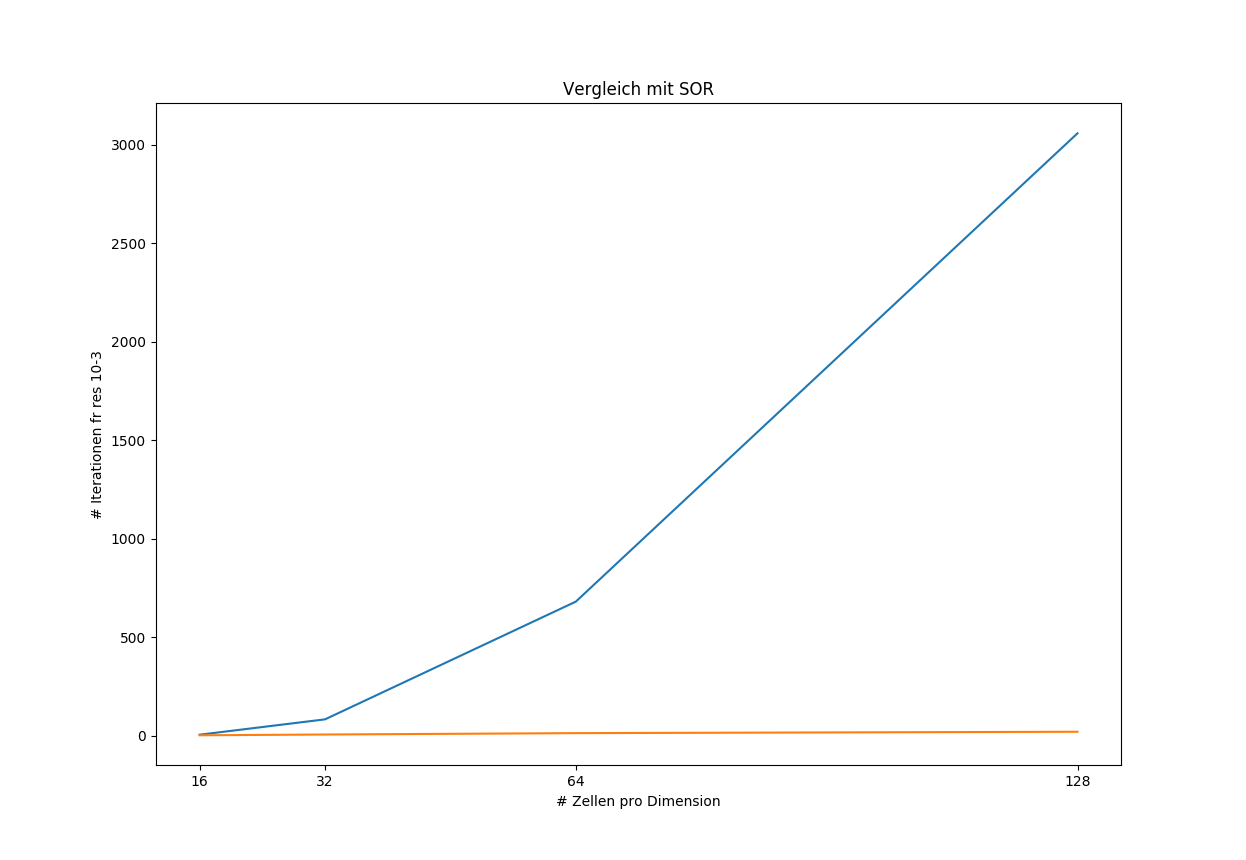 Vergleich mit SOR
3000
2500
2000
1500
1000
500
0
# Iterationen fr res 10-3
16 32 64 128
# Zellen pro Dimension